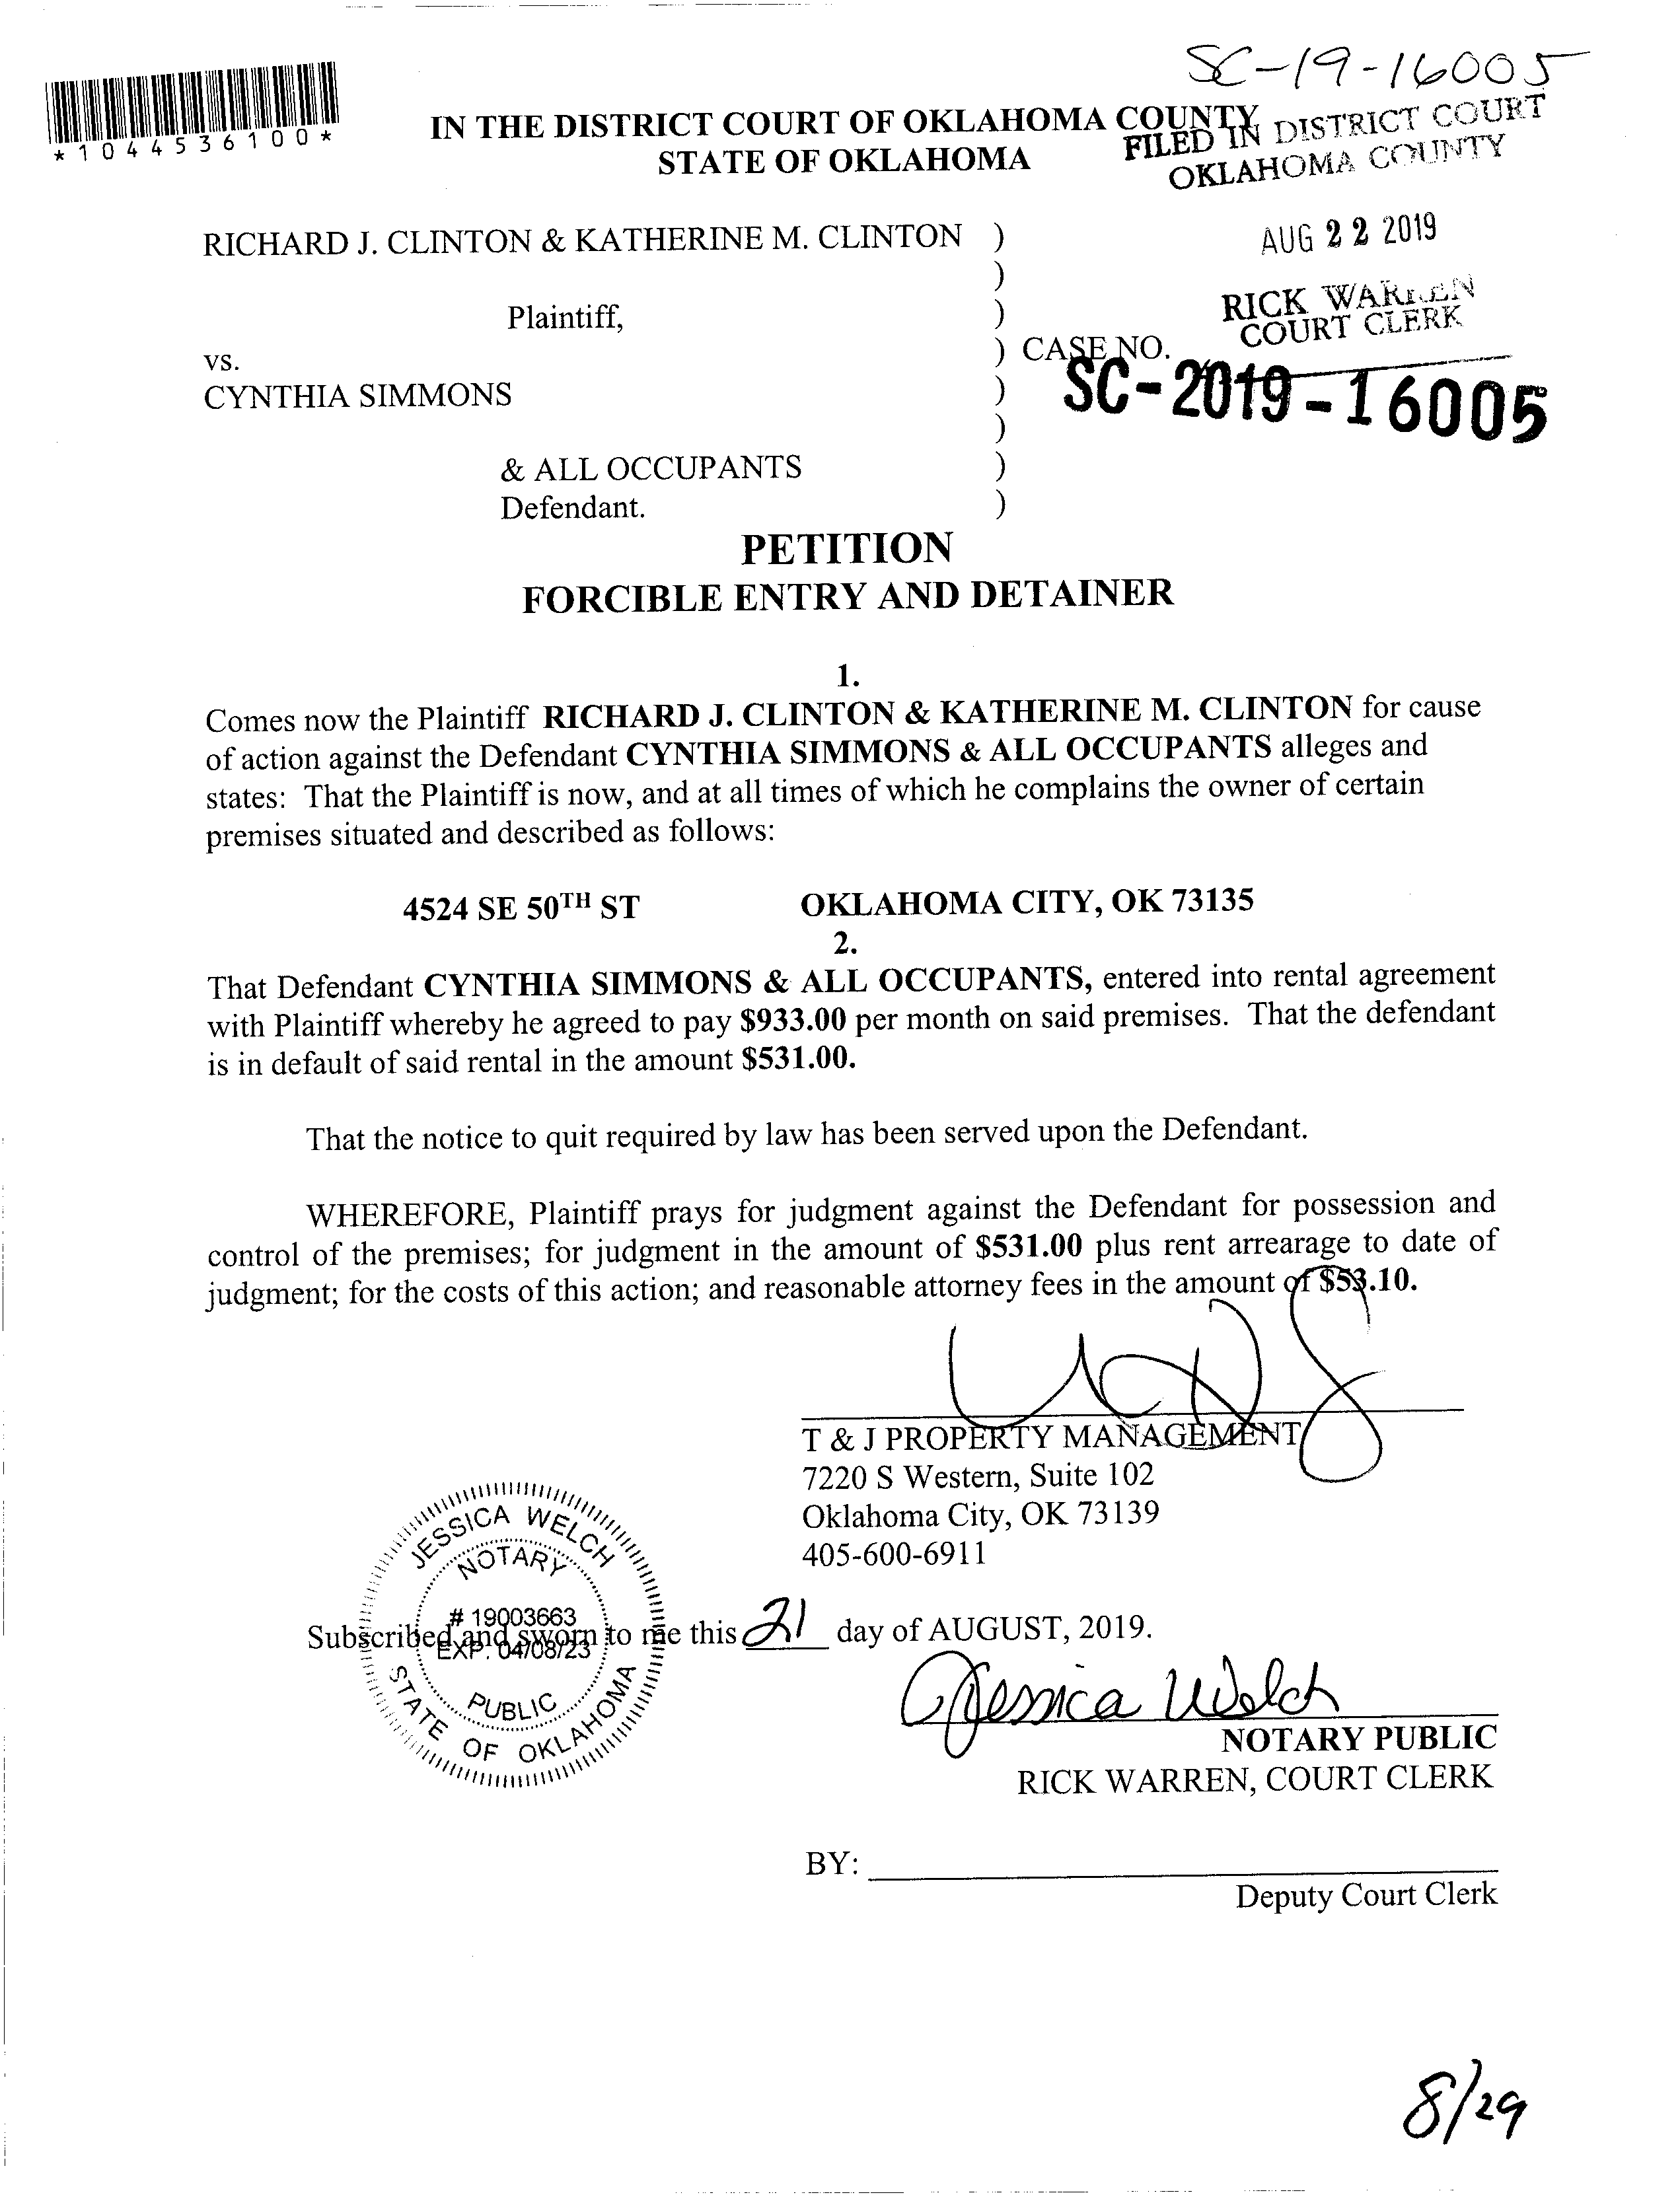 SC-19-16005
*1044536100*
IN THE DISTRICT COURT OF OKLAHOMA COUNTY
STATE OF OKLAHOMA
FILED IN DISTRICT COURT
OKLAHOMA COUNTY
AUG 22 2019
RICK WARREN
COURT CLERK
RICHARD J. CLINTON & KATHERINE M. CLINTON )
)
Plaintiff, )
vs. ) CASE NO.
SC-2019-16005
CYNTHIA SIMMONS )
)
& ALL OCCUPANTS )
Defendant. )
PETITION
FORCIBLE ENTRY AND DETAINER
1.
Comes now the Plaintiff RICHARD J. CLINTON & KATHERINE M. CLINTON for cause
of action against the Defendant CYNTHIA SIMMONS & ALL OCCUPANTS alleges and
states: That the Plaintiff is now, and at all times of which he complains the owner of certain
premises situated and described as follows:
4524 SE 50TH ST OKLAHOMA CITY, OK 73135
2.
That Defendant CYNTHIA SIMMONS & ALL OCCUPANTS, entered into rental agreement
with Plaintiff whereby he agreed to pay $933.00 per month on said premises. That the defendant
is in default of said rental in the amount $531.00.
That the notice to quit required by law has been served upon the Defendant.
WHEREFORE, Plaintiff prays for judgment against the Defendant for possession and
control of the premises; for judgment in the amount of $531.00 plus rent arrearage to date of
judgment; for the costs of this action; and reasonable attorney fees in the amount of $53.10.
T & J PROPERTY MANAGEMENT
7220 S Western, Suite 102
Oklahoma City, OK 73139
405-600-6911
JESSICA WELCH
NOTARY
# 19003663
EXP. 04/08/23
PUBLIC
STATE OF OKLAHOMA
Subscribed and sworn to me this 21 day of AUGUST, 2019.
Jessica Welch
NOTARY PUBLIC
RICK WARREN, COURT CLERK
BY:
Deputy Court Clerk
8/29